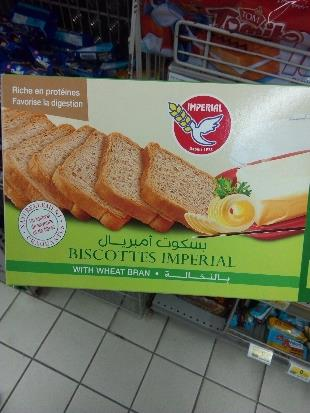 Riche en protéines
Favorise la digestion
IMPERIAL
بسكوت أمبريال
BISCOTTES IMPERIAL
WITH WHEAT BRAN • بالنخالة